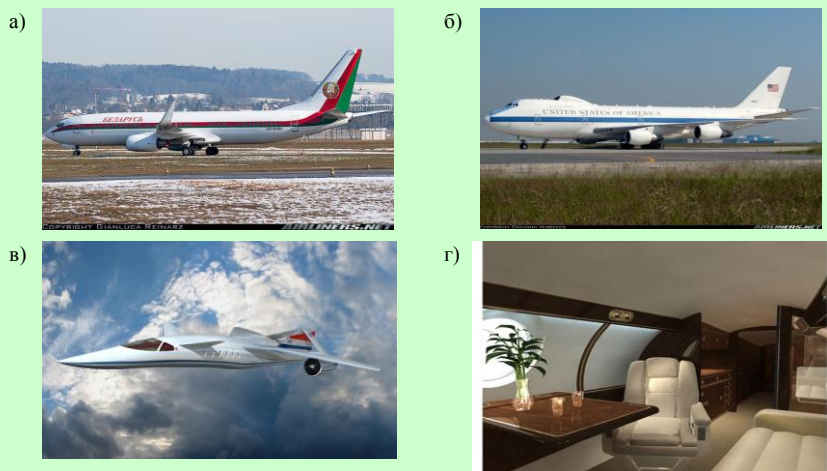 а)
б)
БЕЛАРУСЬ
UNITED STATES OF AMERICA
COPYRIGHT GIANLUCA REINARZ
AIRLINERS.NET
AIRLINERS.NET
в)
г)